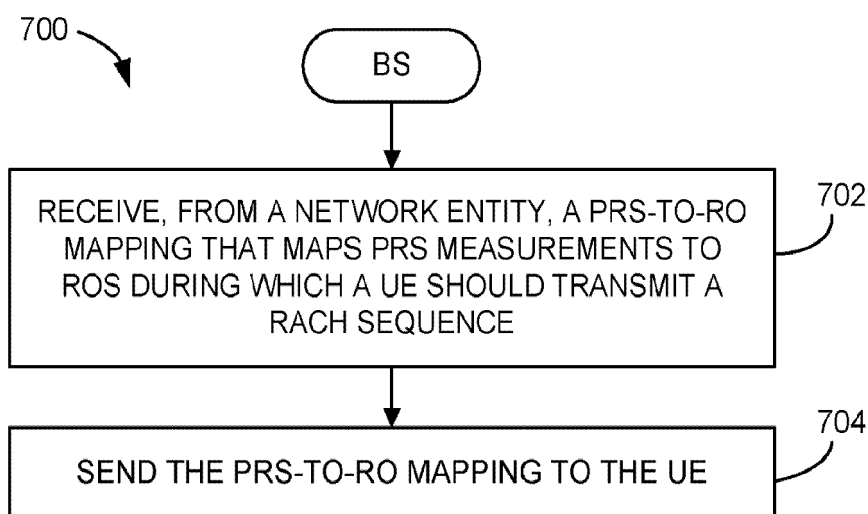 700
BS
RECEIVE, FROM A NETWORK ENTITY, A PRS-TO-RO
MAPPING THAT MAPS PRS MEASUREMENTS TO
ROS DURING WHICH A UE SHOULD TRANSMIT A
RACH SEQUENCE
702
SEND THE PRS-TO-RO MAPPING TO THE UE
704